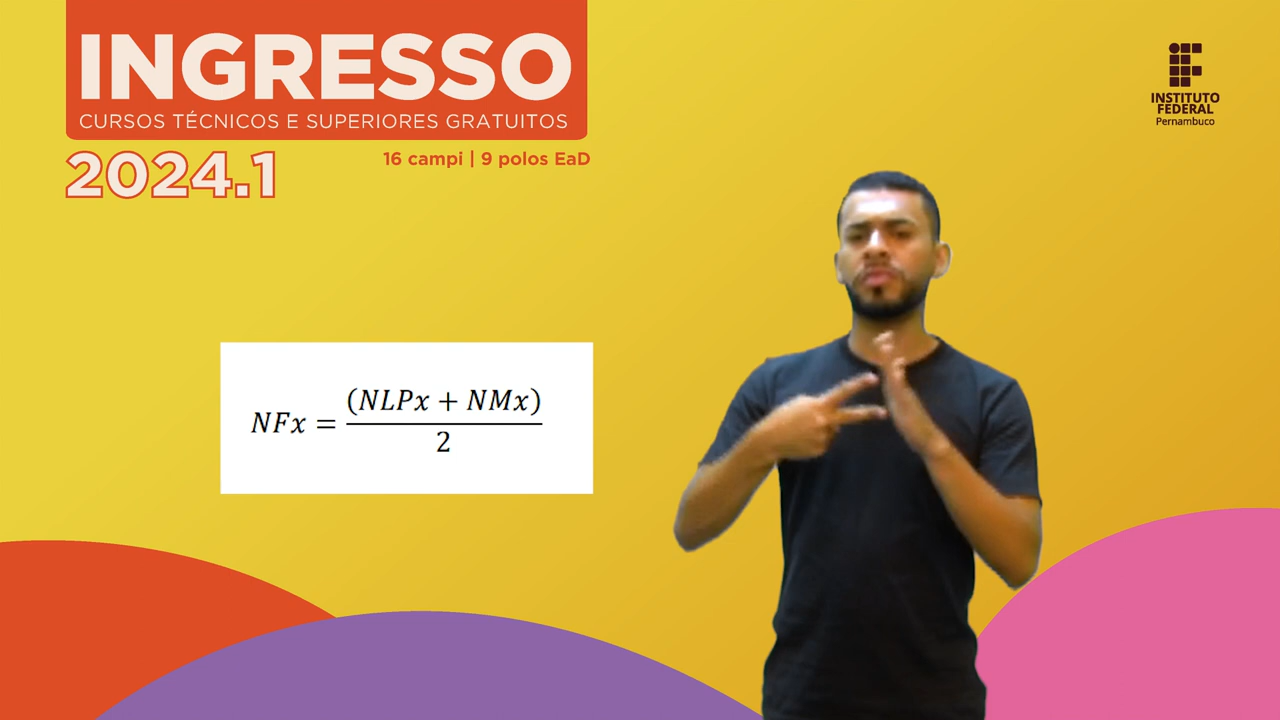 INGRESSO
CURSOS TÉCNICOS E SUPERIORES GRATUITOS
2024.1
16 campi | 9 polos EaD
INSTITUTO
FEDERAL
Pernambuco
NFx = (NLPx + NMx) / 2